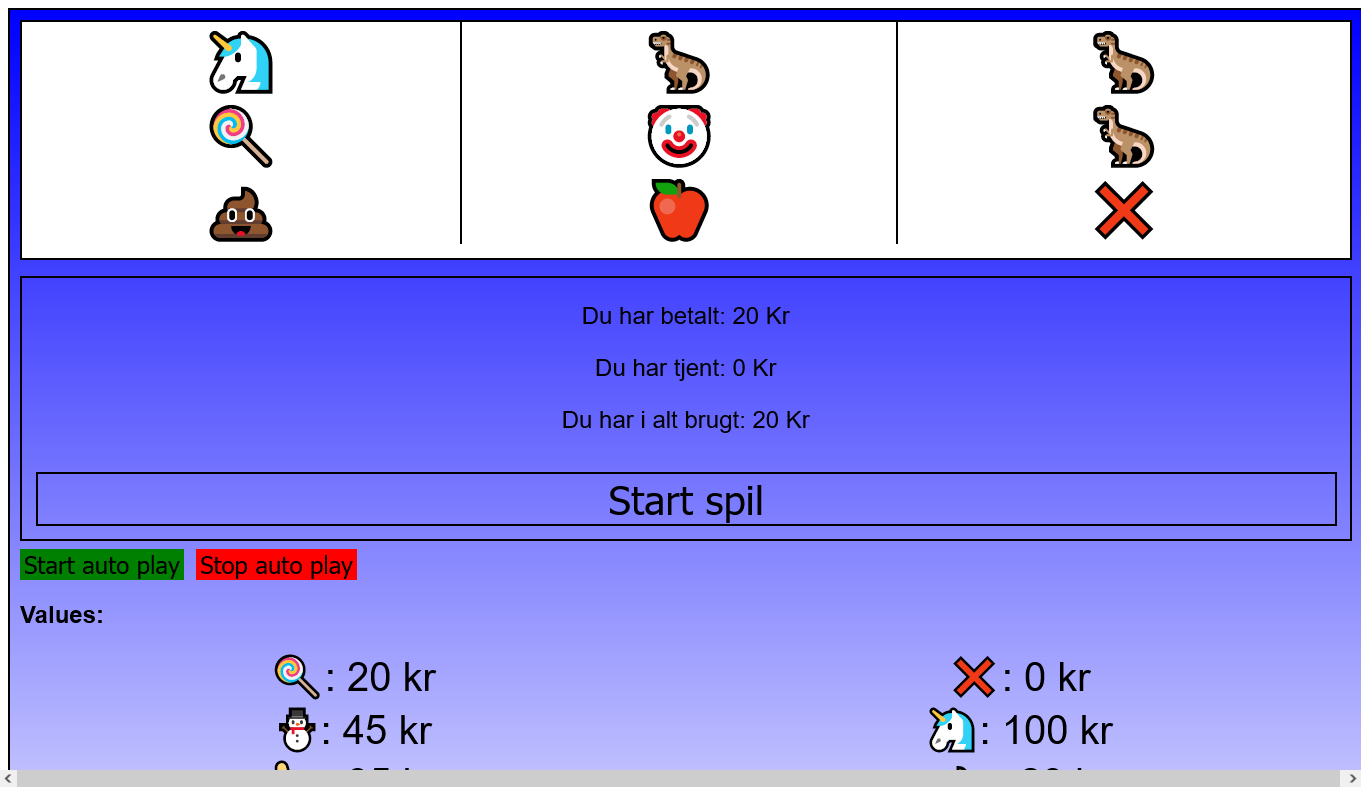 Du har betalt: 20 Kr
Du har tjent: 0 Kr
Du har i alt brugt: 20 Kr
Start spil
Start auto play Stop auto play
Values:
: 20 kr : 0 kr
: 45 kr : 100 kr